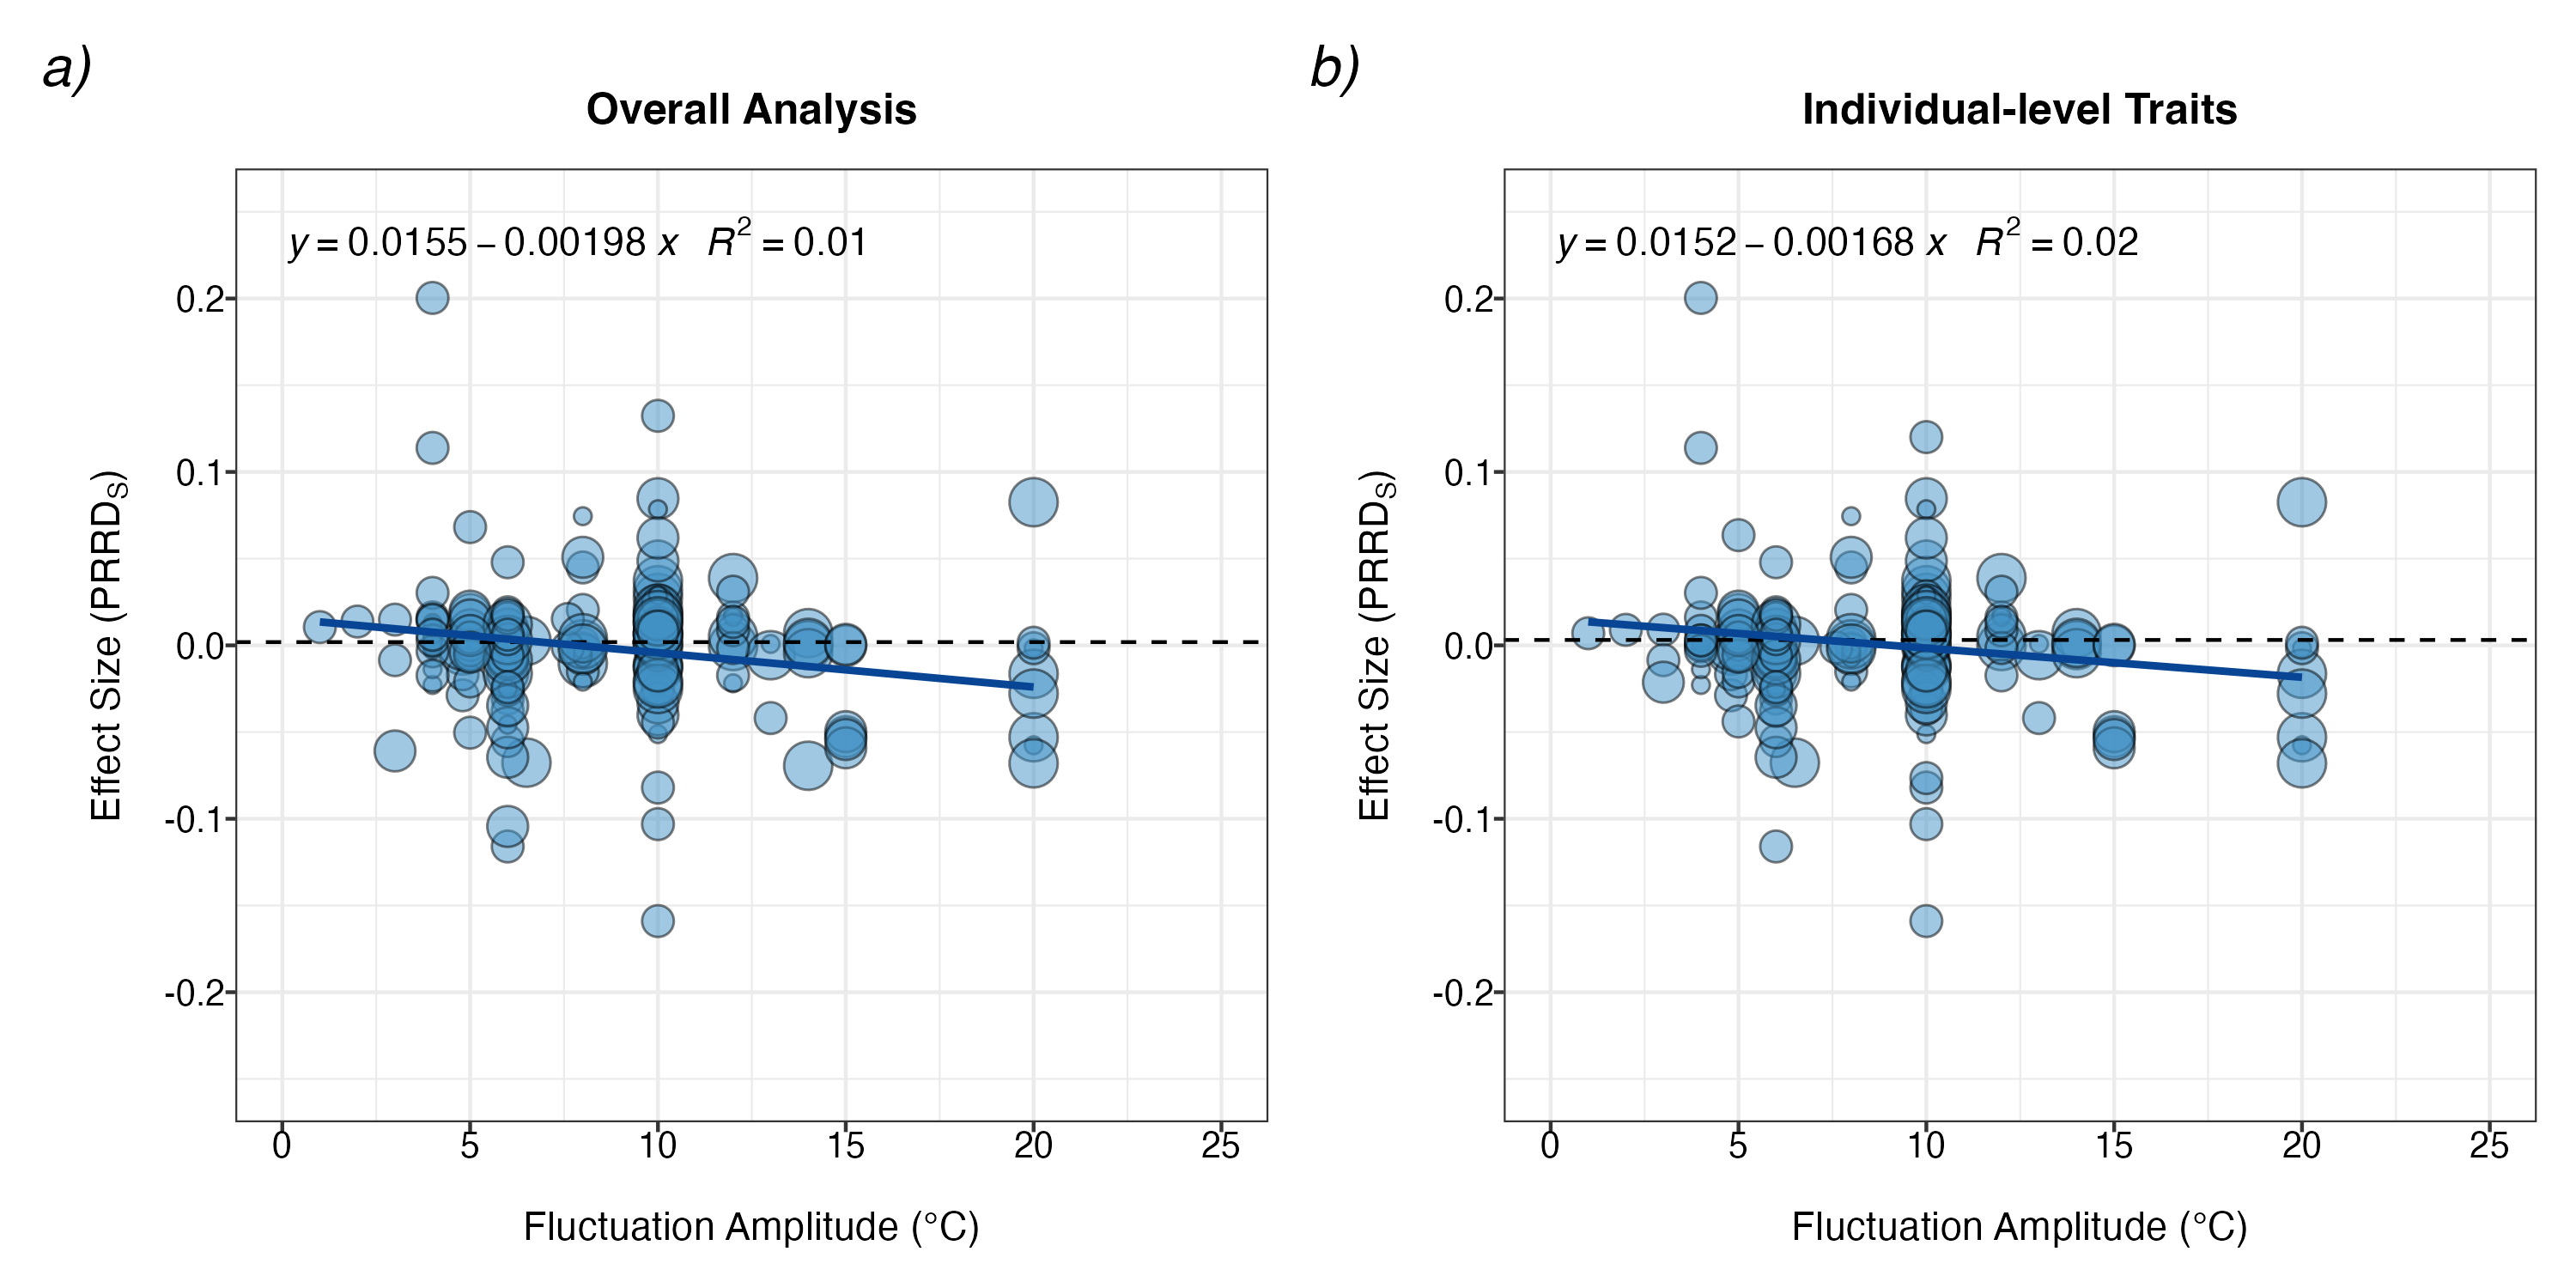 a)
Overall Analysis
y = 0.0155 – 0.00198 x R² = 0.01
0.2
0.1
0.0
-0.1
-0.2
Effect Size (PRRD_S)
0 5 10 15 20 25
Fluctuation Amplitude (°C)
b)
Individual-level Traits
y = 0.0152 – 0.00168 x R² = 0.02
0.2
0.1
0.0
-0.1
-0.2
Effect Size (PRRD_S)
0 5 10 15 20 25
Fluctuation Amplitude (°C)